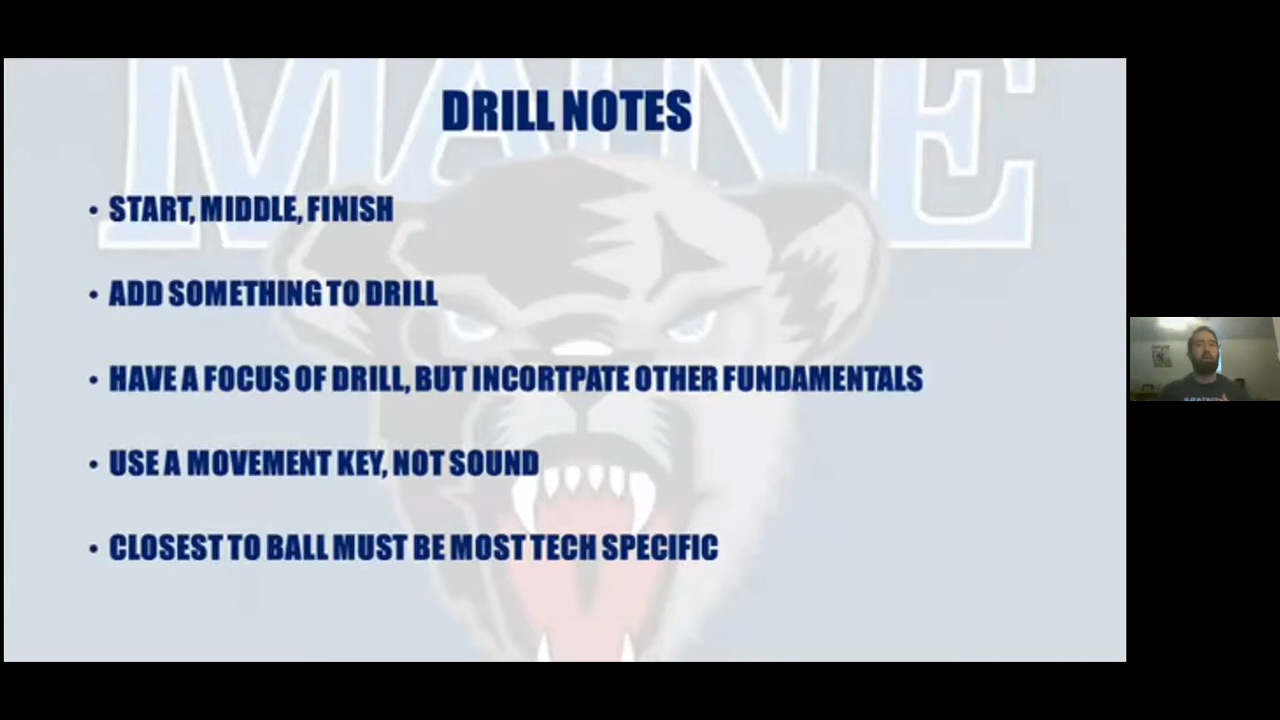 MAINE
DRILL NOTES
• START, MIDDLE, FINISH
• ADD SOMETHING TO DRILL
• HAVE A FOCUS OF DRILL, BUT INCORTPATE OTHER FUNDAMENTALS
• USE A MOVEMENT KEY, NOT SOUND
• CLOSEST TO BALL MUST BE MOST TECH SPECIFIC